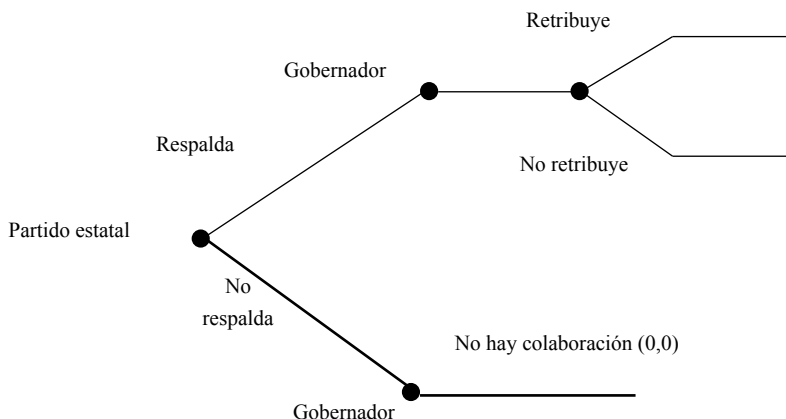 Retribuye
Gobernador
Respalda
No retribuye
Partido estatal
No
respalda
No hay colaboración (0,0)
Gobernador